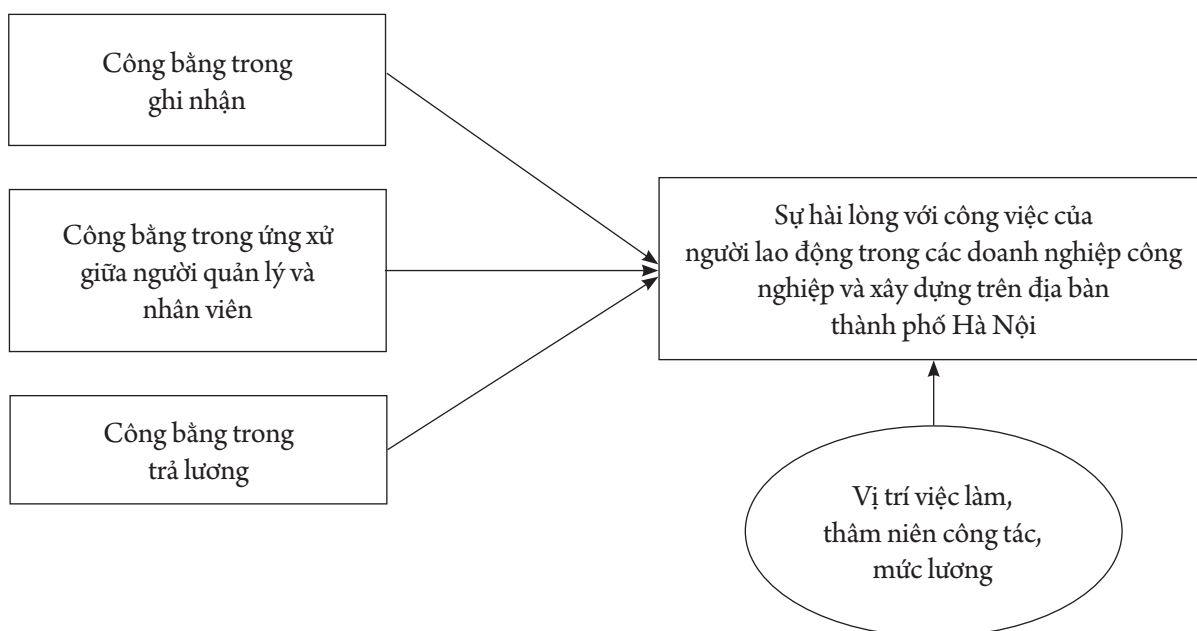 Công bằng trong
ghi nhận
Công bằng trong ứng xử
giữa người quản lý và
nhân viên
Công bằng trong
trả lương
Sự hài lòng với công việc của
người lao động trong các doanh nghiệp công
nghiệp và xây dựng trên địa bàn
thành phố Hà Nội
Vị trí việc làm,
thâm niên công tác,
mức lương